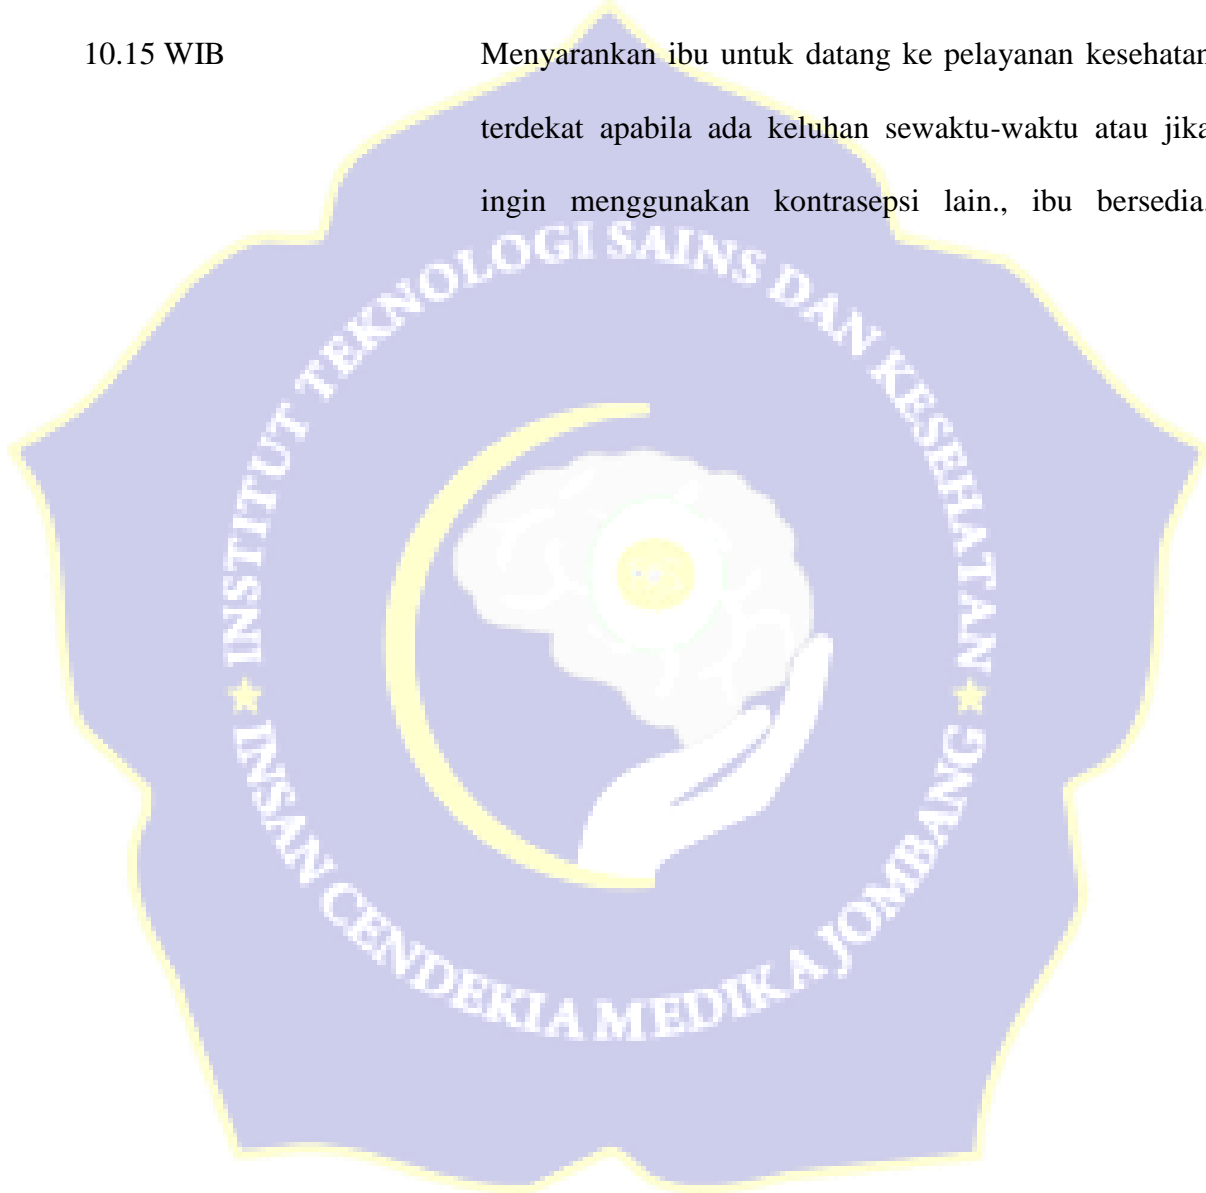 10.15 WIB Menyarankan ibu untuk datang ke pelayanan kesehatan
terdekat apabila ada keluhan sewaktu-waktu atau jika
ingin menggunakan kontrasepsi lain., ibu bersedia.
INSTITUT TEKNOLOGI SAINS DAN KESEHATAN
INSAN CENDEKIA MEDIKA JOMBANG